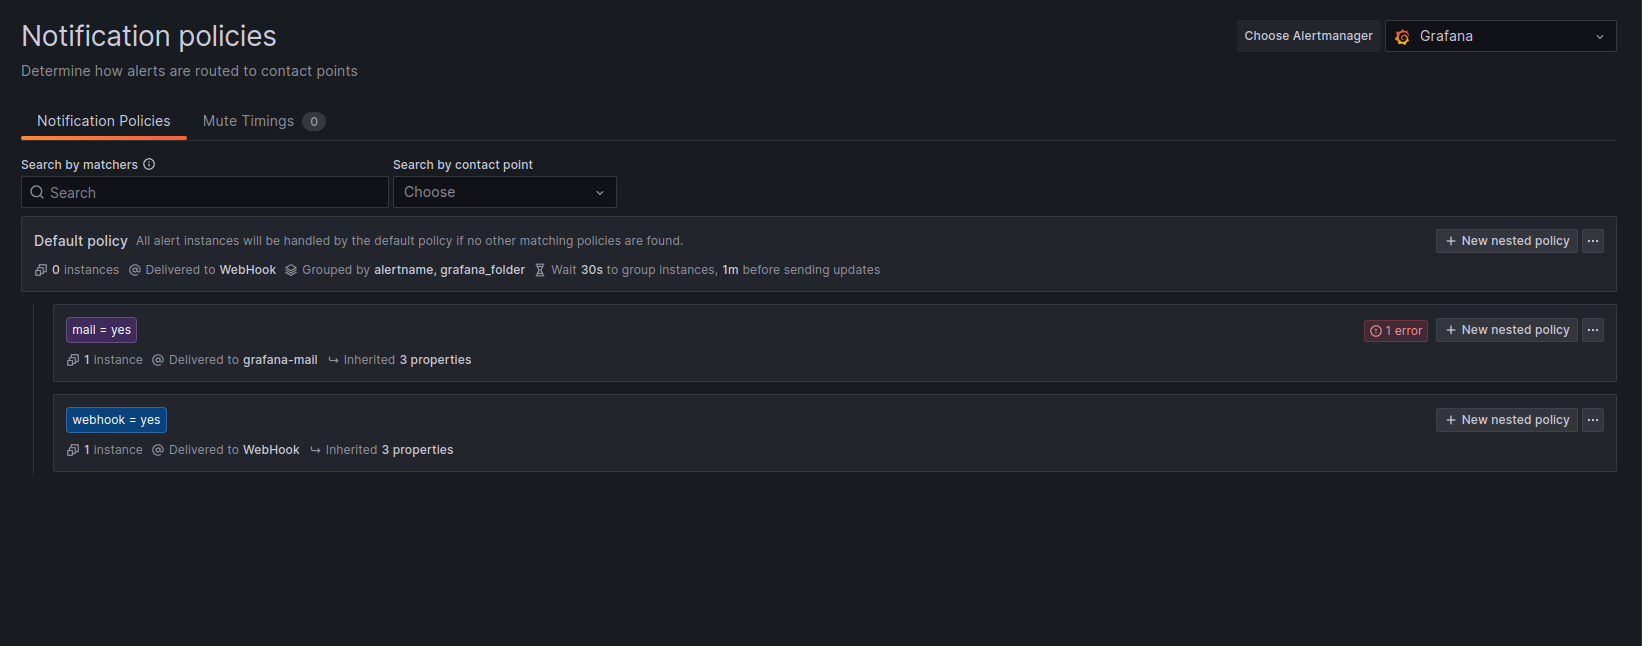 Notification policies
Choose Alertmanager
Grafana
Determine how alerts are routed to contact points
Notification Policies
Mute Timings 0
Search by matchers
Search by contact point
Search
Choose
Default policy All alert instances will be handled by the default policy if no other matching policies are found.
+ New nested policy ...
0 instances @ Delivered to WebHook Grouped by alertname, grafana_folder Wait 30s to group instances, 1m before sending updates
mail = yes
1 error
+ New nested policy ...
1 instance @ Delivered to grafana-mail Inherited 3 properties
webhook = yes
+ New nested policy ...
1 instance @ Delivered to WebHook Inherited 3 properties